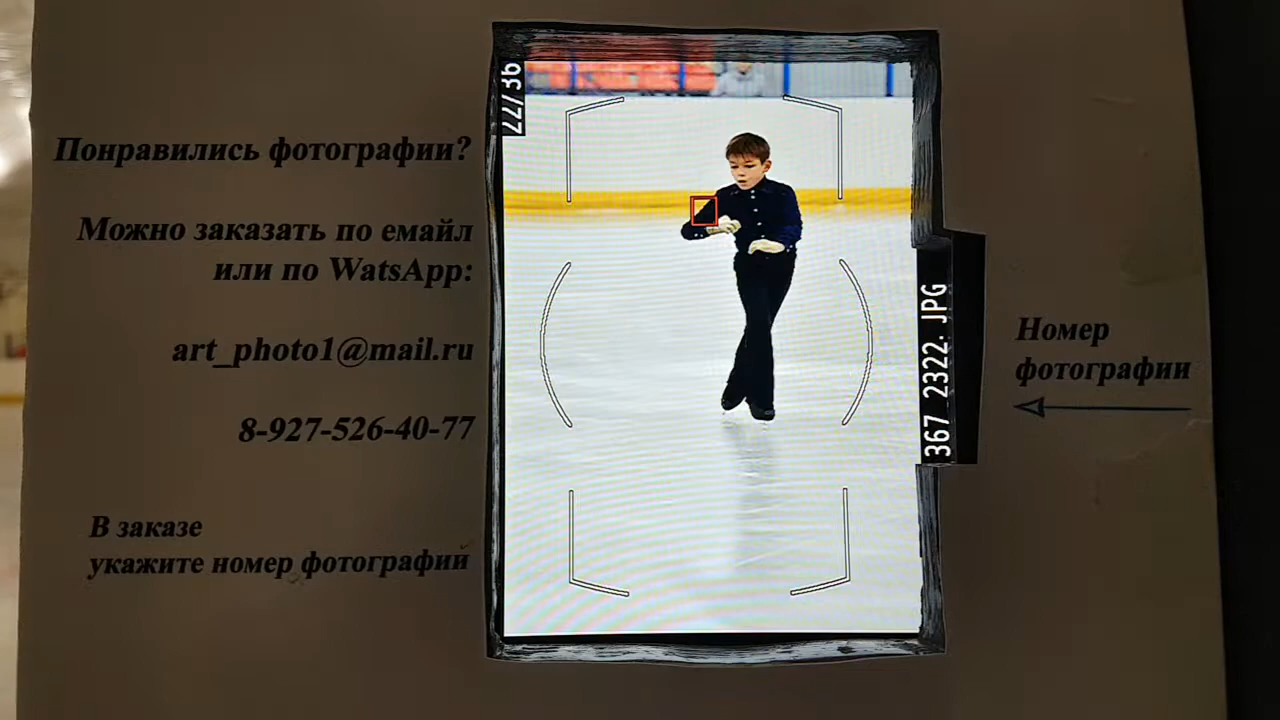 Понравились фотографии?
Можно заказать по емайл
или по WatsApp:
art_photo1@mail.ru
8-927-526-40-77
В заказе
укажите номер фотографий
22/36
367_2322.JPG
Номер
фотографии